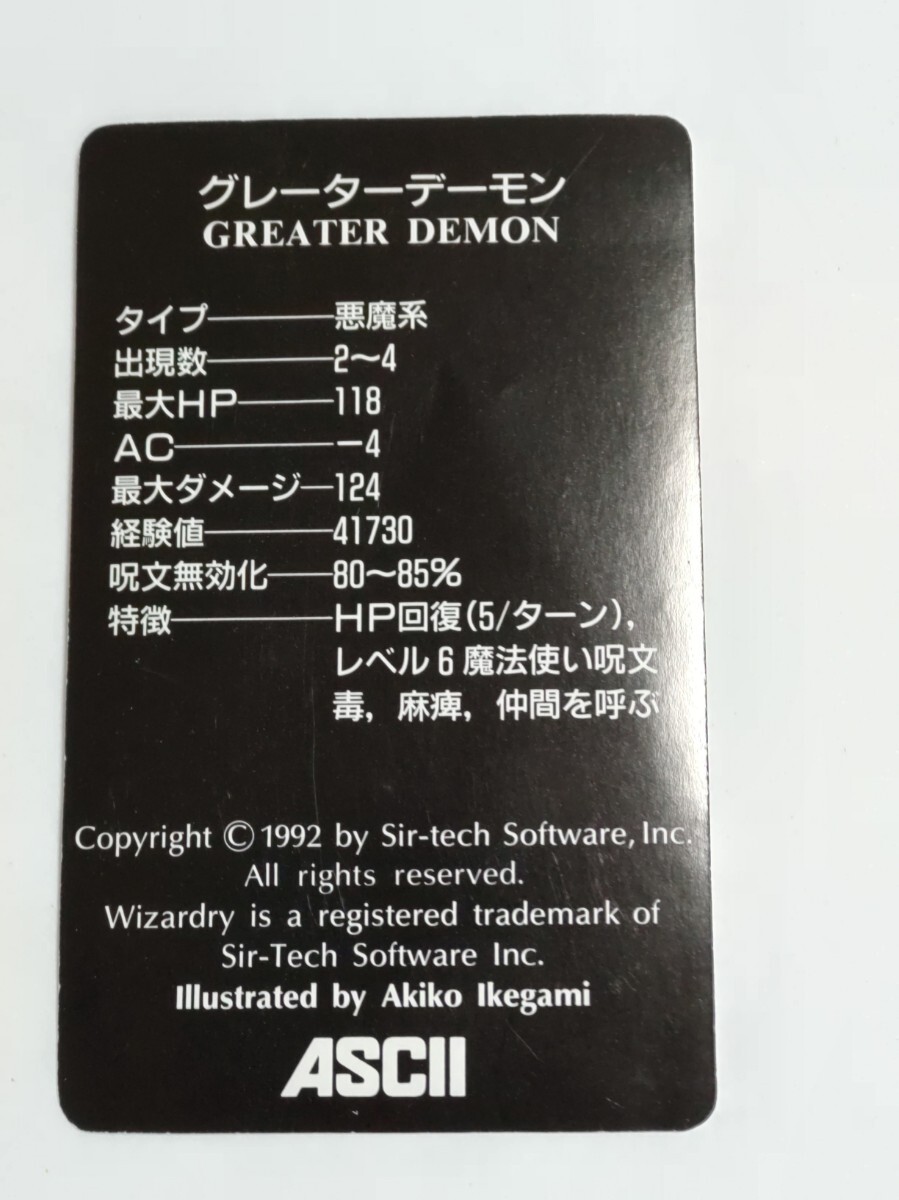 グレーターデーモン
GREATER DEMON
タイプ────悪魔系
出現数────2〜4
最大HP───118
AC─────−4
最大ダメージ─124
経験値────41730
呪文無効化──80〜85%
特徴─────HP回復(5/ターン),
レベル6魔法使い呪文
毒, 麻痺, 仲間を呼ぶ
Copyright © 1992 by Sir-tech Software, Inc.
All rights reserved.
Wizardry is a registered trademark of
Sir-Tech Software Inc.
Illustrated by Akiko Ikegami
ASCII